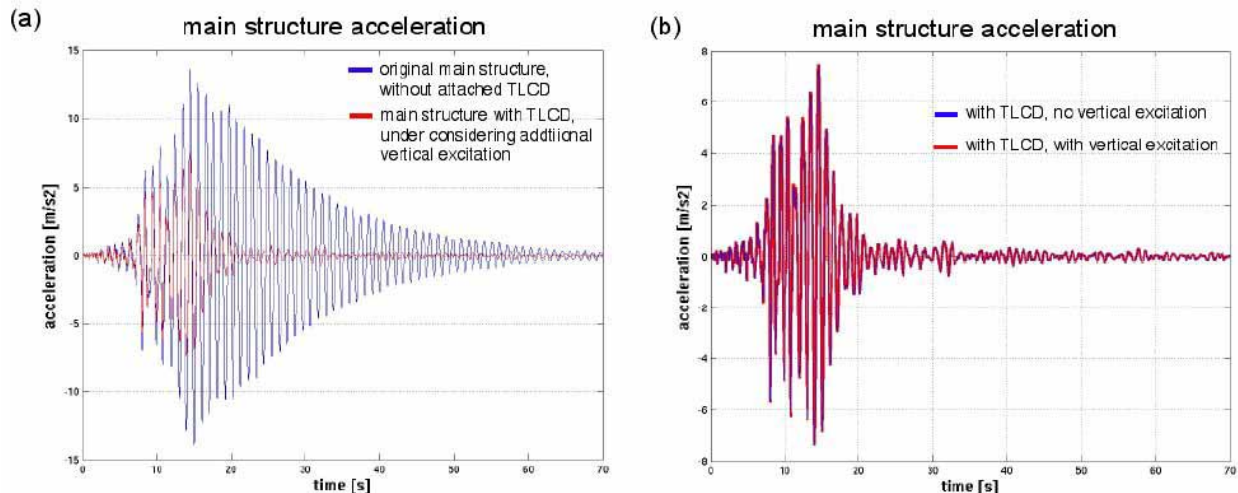 (a)
main structure acceleration
15
10
5
0
-5
-10
-15
acceleration [m/s2]
original main structure,
without attached TLCD
main structure with TLCD,
under considering addtiional
vertical excitation
0 10 20 30 40 50 60 70
time [s]
(b)
main structure acceleration
8
6
4
2
0
-2
-4
-6
-8
acceleration [m/s2]
with TLCD, no vertical excitation
with TLCD, with vertical excitation
0 10 20 30 40 50 60 70
time [s]